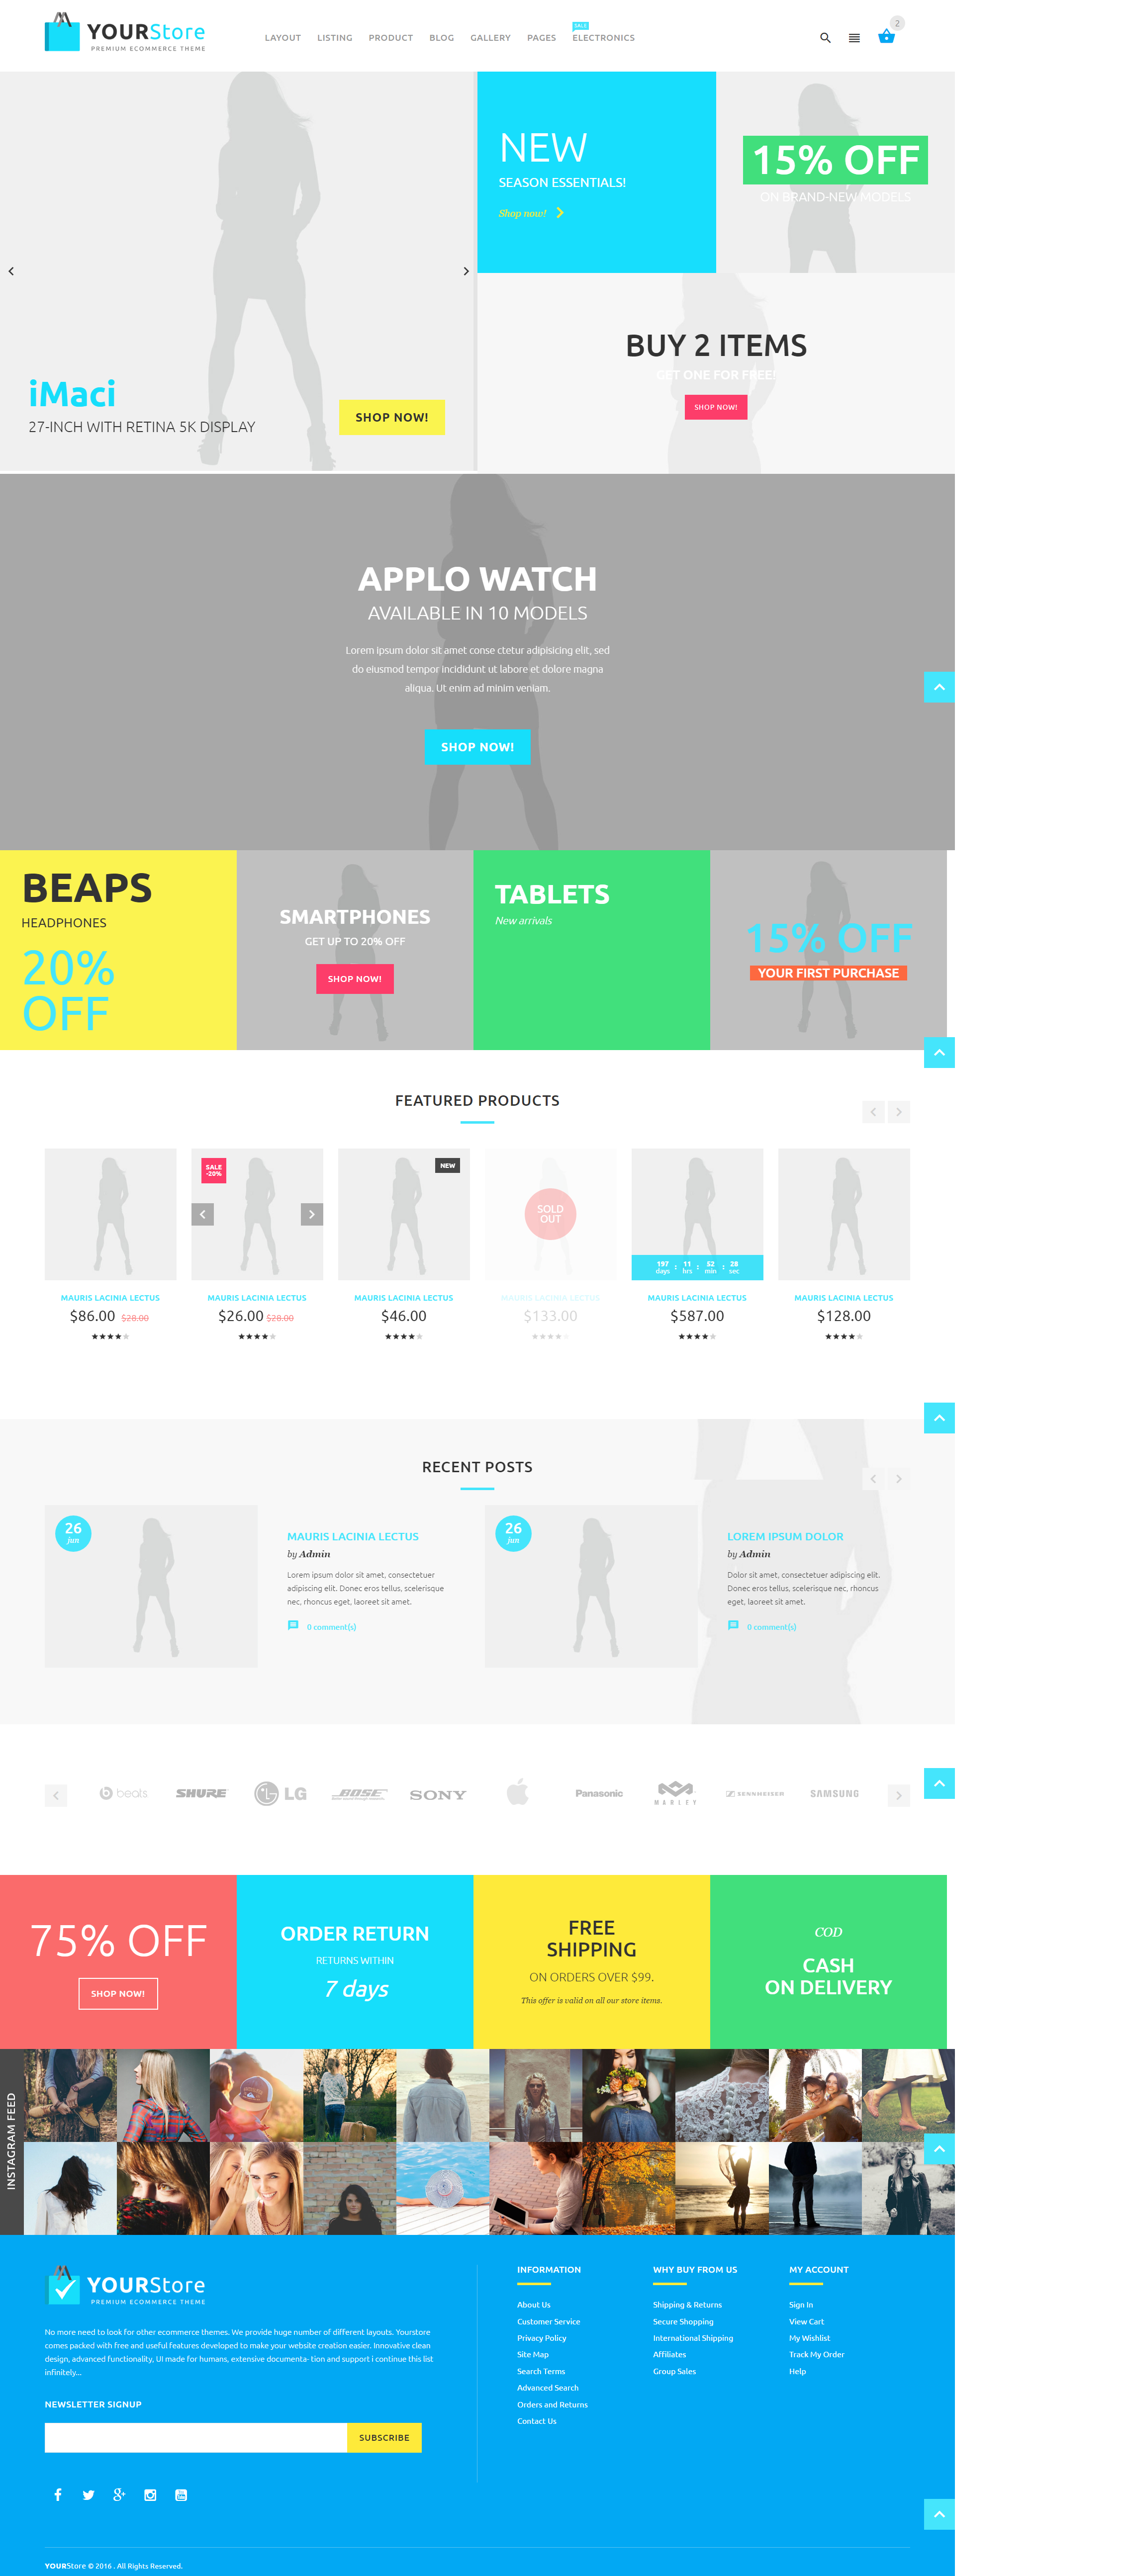 YOURStore
PREMIUM ECOMMERCE THEME
LAYOUT LISTING PRODUCT BLOG GALLERY PAGES ELECTRONICS
SALE
2
NEW
SEASON ESSENTIALS!
Shop now!
15% OFF
ON BRAND-NEW MODELS
iMaci
27-INCH WITH RETINA 5K DISPLAY
SHOP NOW!
BUY 2 ITEMS
GET ONE FOR FREE!
SHOP NOW!
APPLO WATCH
AVAILABLE IN 10 MODELS
Lorem ipsum dolor sit amet conse ctetur adipisicing elit, sed
do eiusmod tempor incididunt ut labore et dolore magna
aliqua. Ut enim ad minim veniam.
SHOP NOW!
BEAPS
HEADPHONES
20%
OFF
SMARTPHONES
GET UP TO 20% OFF
SHOP NOW!
TABLETS
New arrivals
15% OFF
YOUR FIRST PURCHASE
FEATURED PRODUCTS
SALE
-20%
NEW
SOLD
OUT
197 : 11 : 52 : 28
days hrs min sec
MAURIS LACINIA LECTUS
$86.00 $28.00
MAURIS LACINIA LECTUS
$26.00 $28.00
MAURIS LACINIA LECTUS
$46.00
MAURIS LACINIA LECTUS
$133.00
MAURIS LACINIA LECTUS
$587.00
MAURIS LACINIA LECTUS
$128.00
RECENT POSTS
26
jun
MAURIS LACINIA LECTUS
by Admin
Lorem ipsum dolor sit amet, consectetuer
adipiscing elit. Donec eros tellus, scelerisque
nec, rhoncus eget, laoreet sit amet.
0 comment(s)
26
jun
LOREM IPSUM DOLOR
by Admin
Dolor sit amet, consectetuer adipiscing elit.
Donec eros tellus, scelerisque nec, rhoncus
eget, laoreet sit amet.
0 comment(s)
beats SHURE LG BOSE SONY Panasonic MARLEY SENNHEISER SAMSUNG
75% OFF
SHOP NOW!
ORDER RETURN
RETURNS WITHIN
7 days
FREE
SHIPPING
ON ORDERS OVER $99.
This offer is valid on all our store items.
COD
CASH
ON DELIVERY
INSTAGRAM FEED
YOURStore
PREMIUM ECOMMERCE THEME
No more need to look for other ecommerce themes. We provide huge number of different layouts. Yourstore
comes packed with free and useful features developed to make your website creation easier. Innovative clean
design, advanced functionality, UI made for humans, extensive documenta- tion and support i continue this list
infinitely...
NEWSLETTER SIGNUP
SUBSCRIBE
INFORMATION
About Us
Customer Service
Privacy Policy
Site Map
Search Terms
Advanced Search
Orders and Returns
Contact Us
WHY BUY FROM US
Shipping & Returns
Secure Shopping
International Shipping
Affiliates
Group Sales
MY ACCOUNT
Sign In
View Cart
My Wishlist
Track My Order
Help
YOURStore © 2016 . All Rights Reserved.